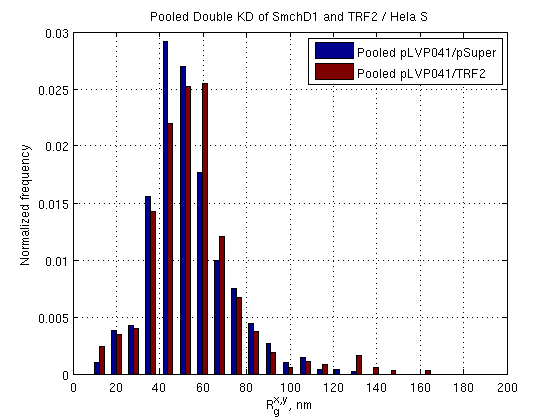 Pooled Double KD of SmchD1 and TRF2 / Hela S
0.03
0.025
0.02
0.015
0.01
0.005
0
Normalized frequency
Pooled pLVP041/pSuper
Pooled pLVP041/TRF2
0 20 40 60 80 100 120 140 160 180 200
R_g^x,y, nm